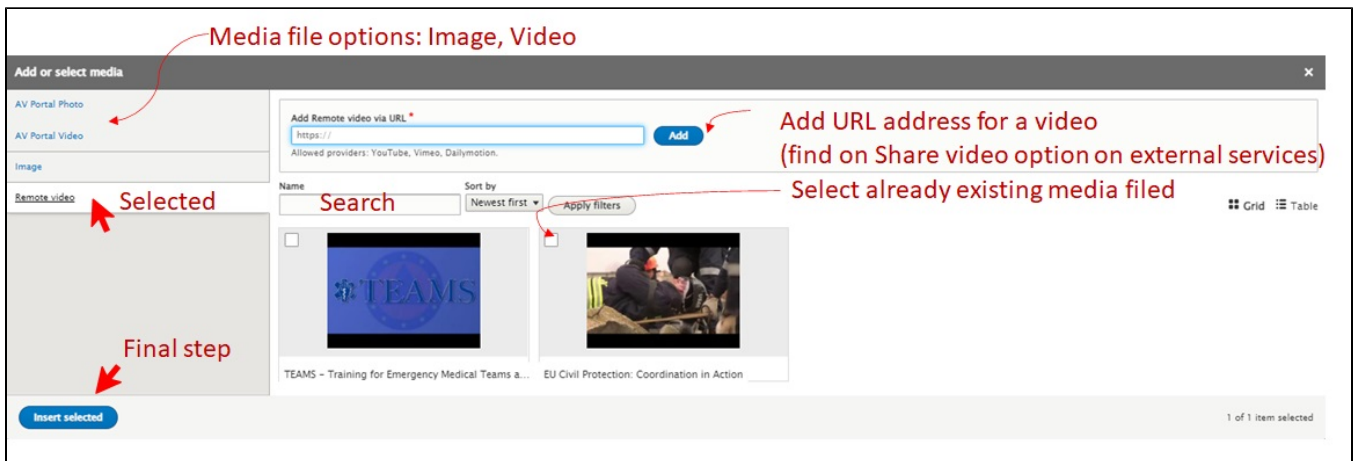 Media file options: Image, Video
Add or select media
×
AV Portal Photo
AV Portal Video
Image
Remote video
Selected
Add Remote video via URL *
https://
Add
Allowed providers: YouTube, Vimeo, Dailymotion.
Add URL address for a video
(find on Share video option on external services)
Select already existing media filed
Name
Search
Sort by
Newest first
Apply filters
Grid
Table
TEAMS
TEAMS – Training for Emergency Medical Teams a...
EU Civil Protection: Coordination in Action
Final step
Insert selected
1 of 1 item selected